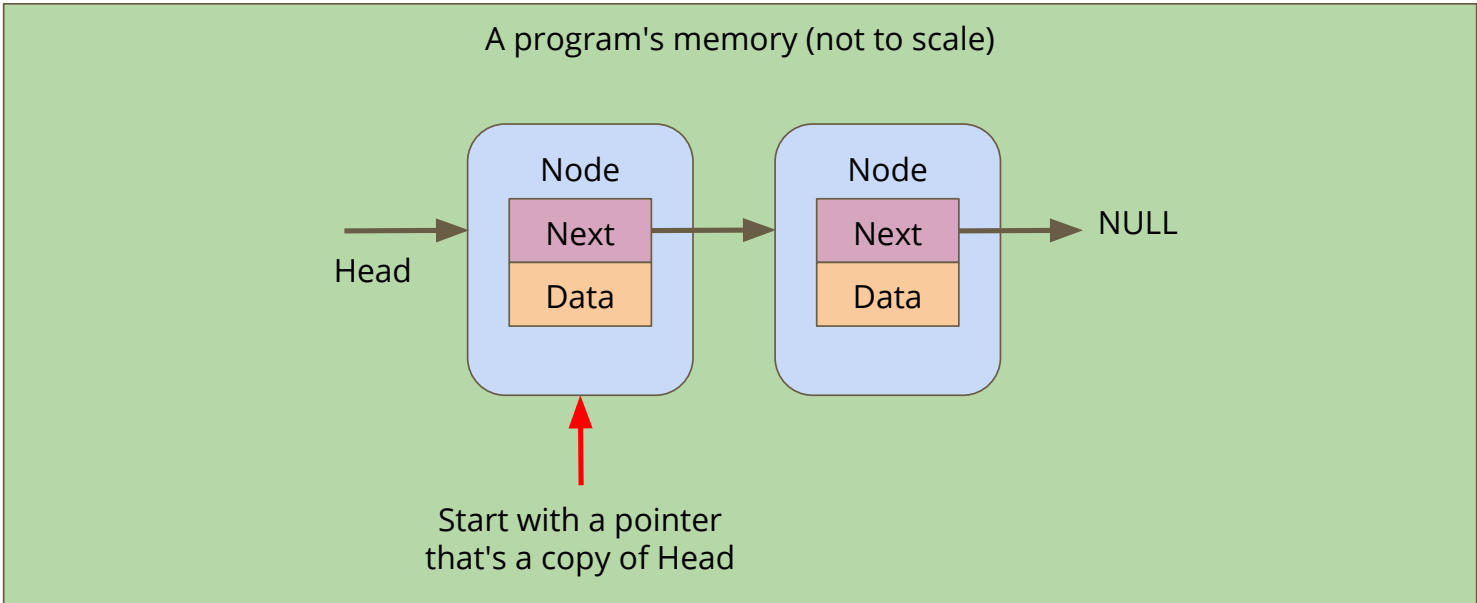 A program's memory (not to scale)
Node
Node
Next
Next
NULL
Head
Data
Data
Start with a pointer
that's a copy of Head